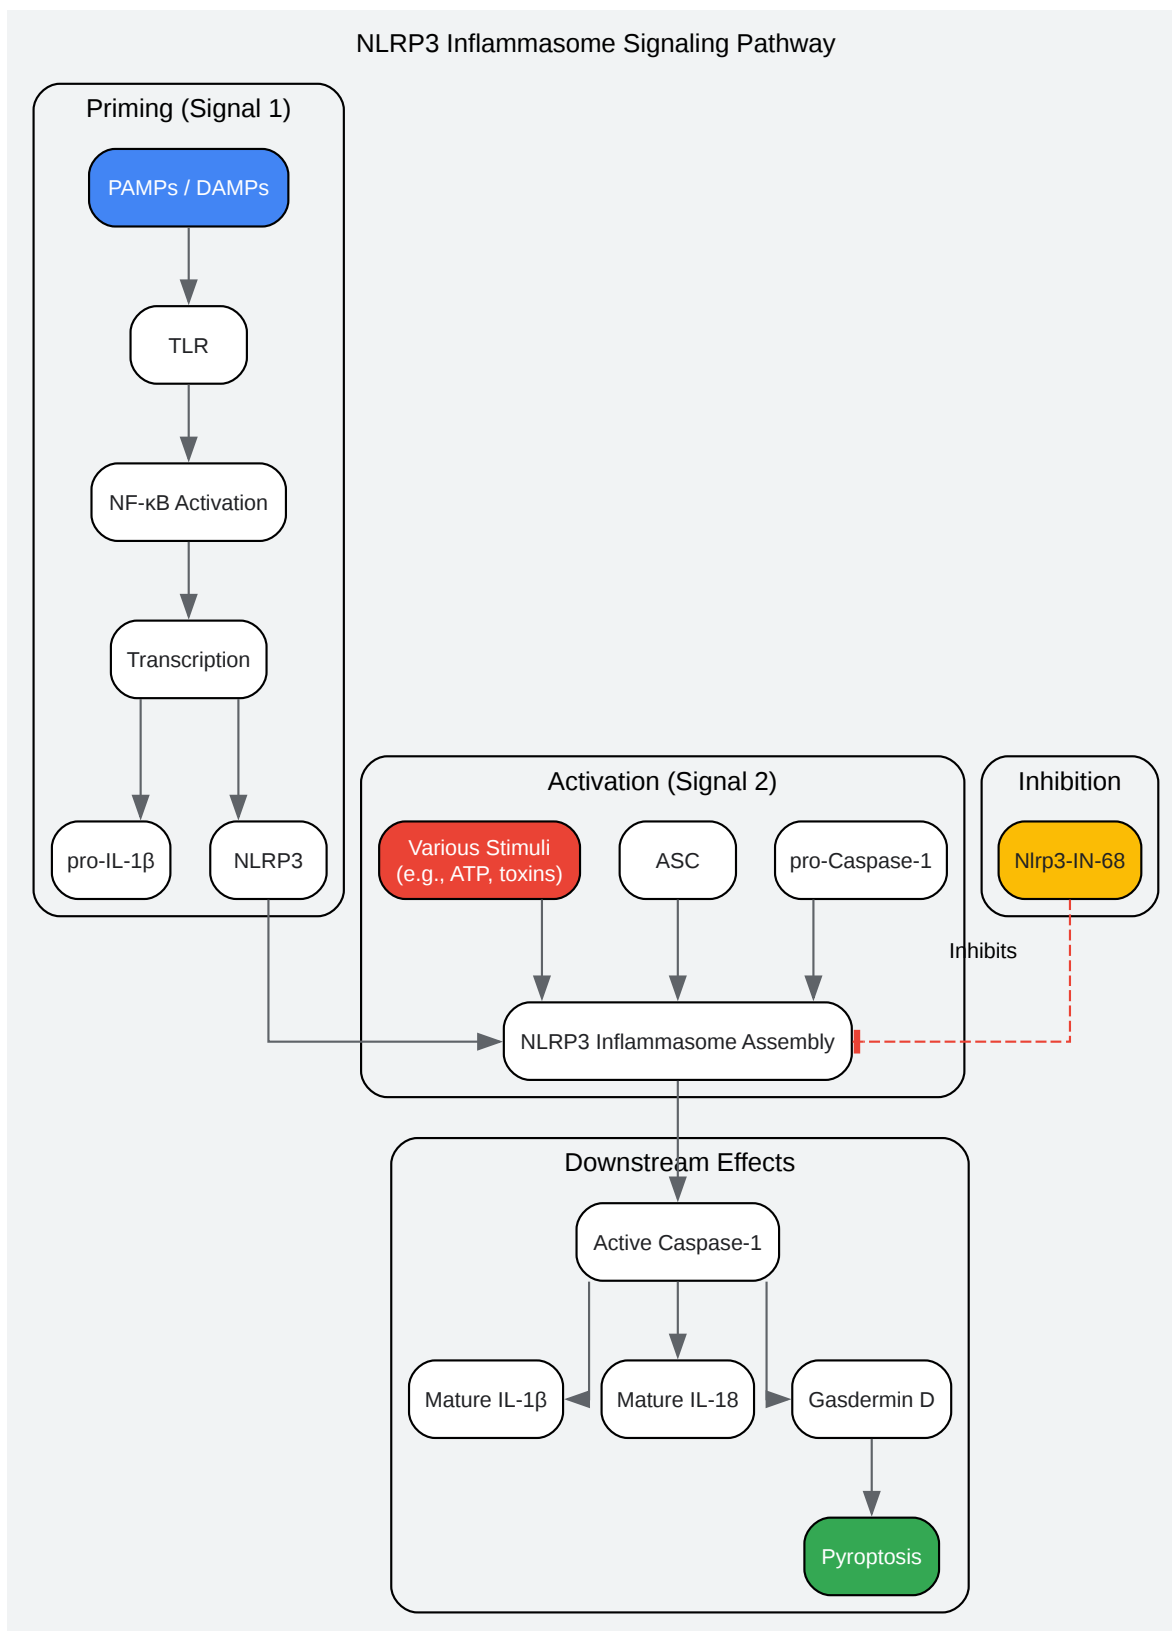 NLRP3 Inflammasome Signaling Pathway
Priming (Signal 1)
PAMPs / DAMPs
TLR
NF-κB Activation
Transcription
pro-IL-1β
NLRP3
Activation (Signal 2)
Various Stimuli
(e.g., ATP, toxins)
ASC
pro-Caspase-1
Inhibition
Nlrp3-IN-68
Inhibits
NLRP3 Inflammasome Assembly
Downstream Effects
Active Caspase-1
Mature IL-1β
Mature IL-18
Gasdermin D
Pyroptosis